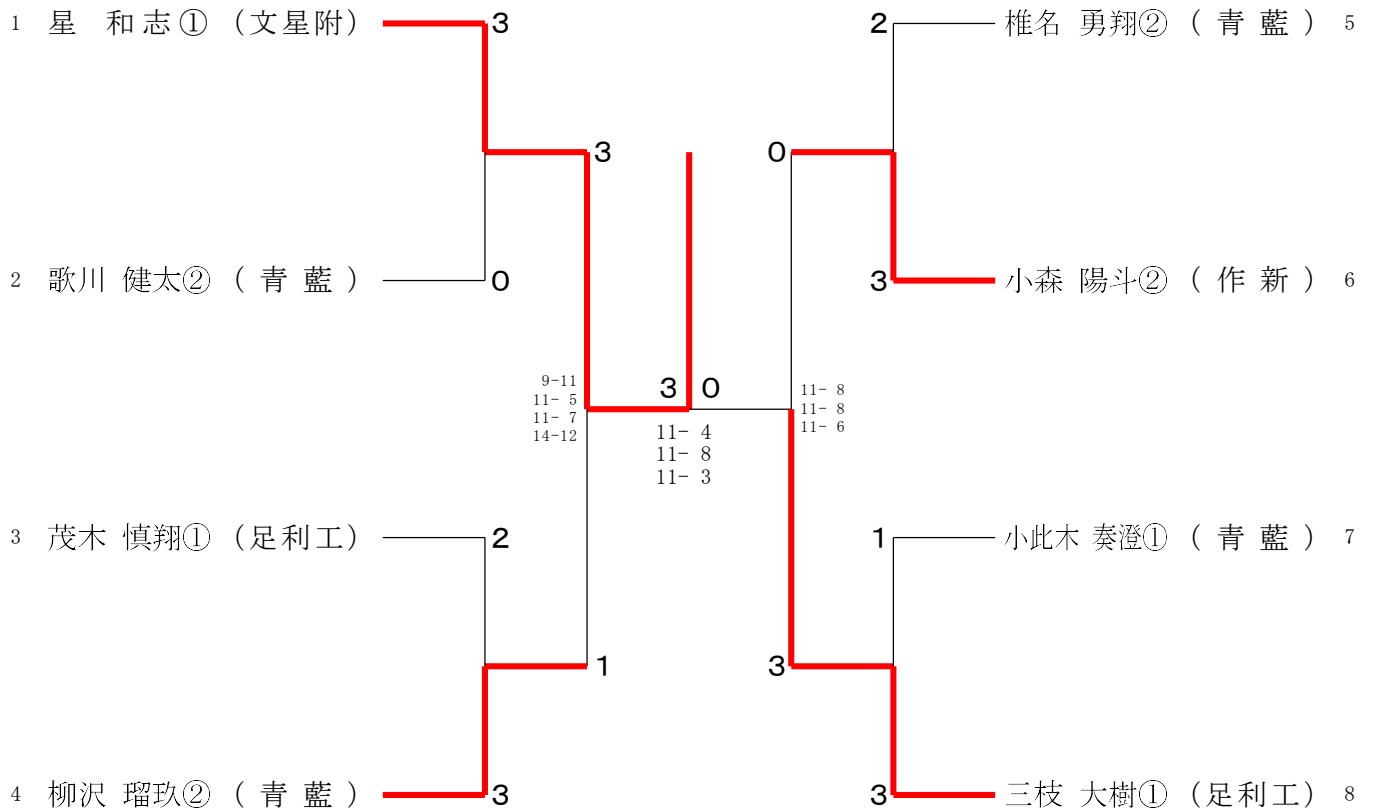 1 星 和志① (文星附) 3
2 椎名 勇翔② (青藍) 5
3 0
2 歌川 健太② (青藍) 0
3 小森 陽斗② (作新) 6
9-11
11- 5
11- 7
14-12
3 0
11- 4
11- 8
11- 3
11- 8
11- 8
11- 6
3 茂木 慎翔① (足利工) 2
1 小此木 奏澄① (青藍) 7
1 3
4 柳沢 瑠玖② (青藍) 3
3 三枝 大樹① (足利工) 8